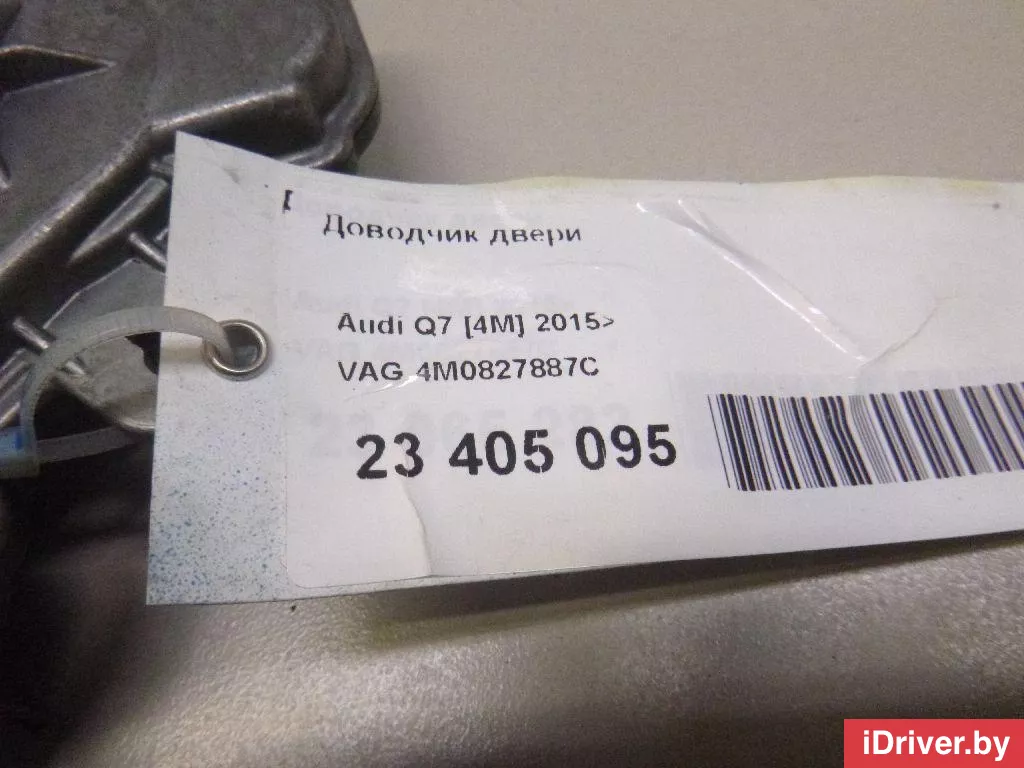 Доводчик двери
Audi Q7 [4M] 2015>
VAG 4M0827887C
23 405 095
iDriver.by